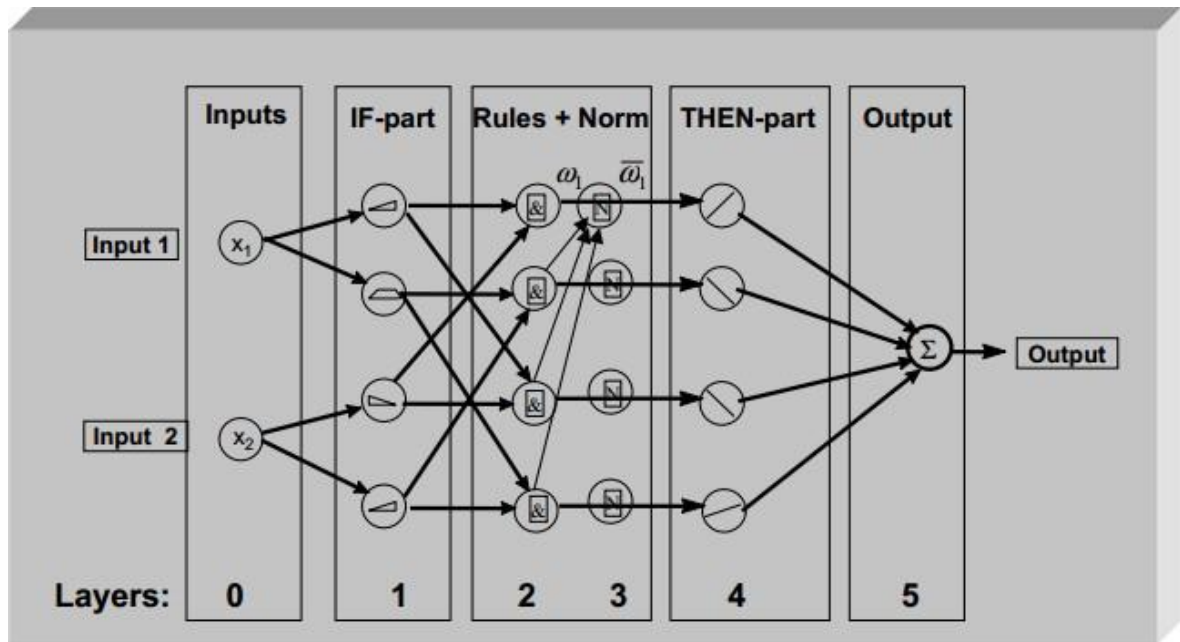 Inputs IF-part Rules + Norm THEN-part Output
ω₁ ω̅₁
& N
Input 1 x₁
& N
Σ Output
& N
Input 2 x₂
& N
Layers: 0 1 2 3 4 5